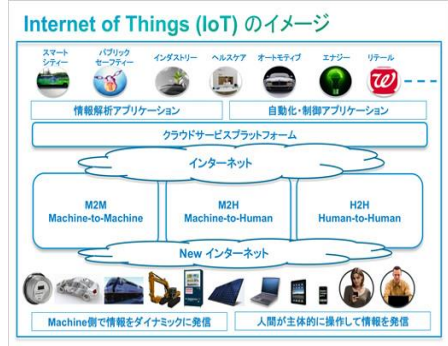 Internet of Things (IoT) のイメージ
スマート
シティー
パブリック
セーフティー
インダストリー
ヘルスケア
オートモティブ
エナジー
リテール
情報解析アプリケーション
自動化・制御アプリケーション
クラウドサービスプラットフォーム
インターネット
M2M
Machine-to-Machine
M2H
Machine-to-Human
H2H
Human-to-Human
New インターネット
Machine側で情報をダイナミックに発信
人間が主体的に操作して情報を発信